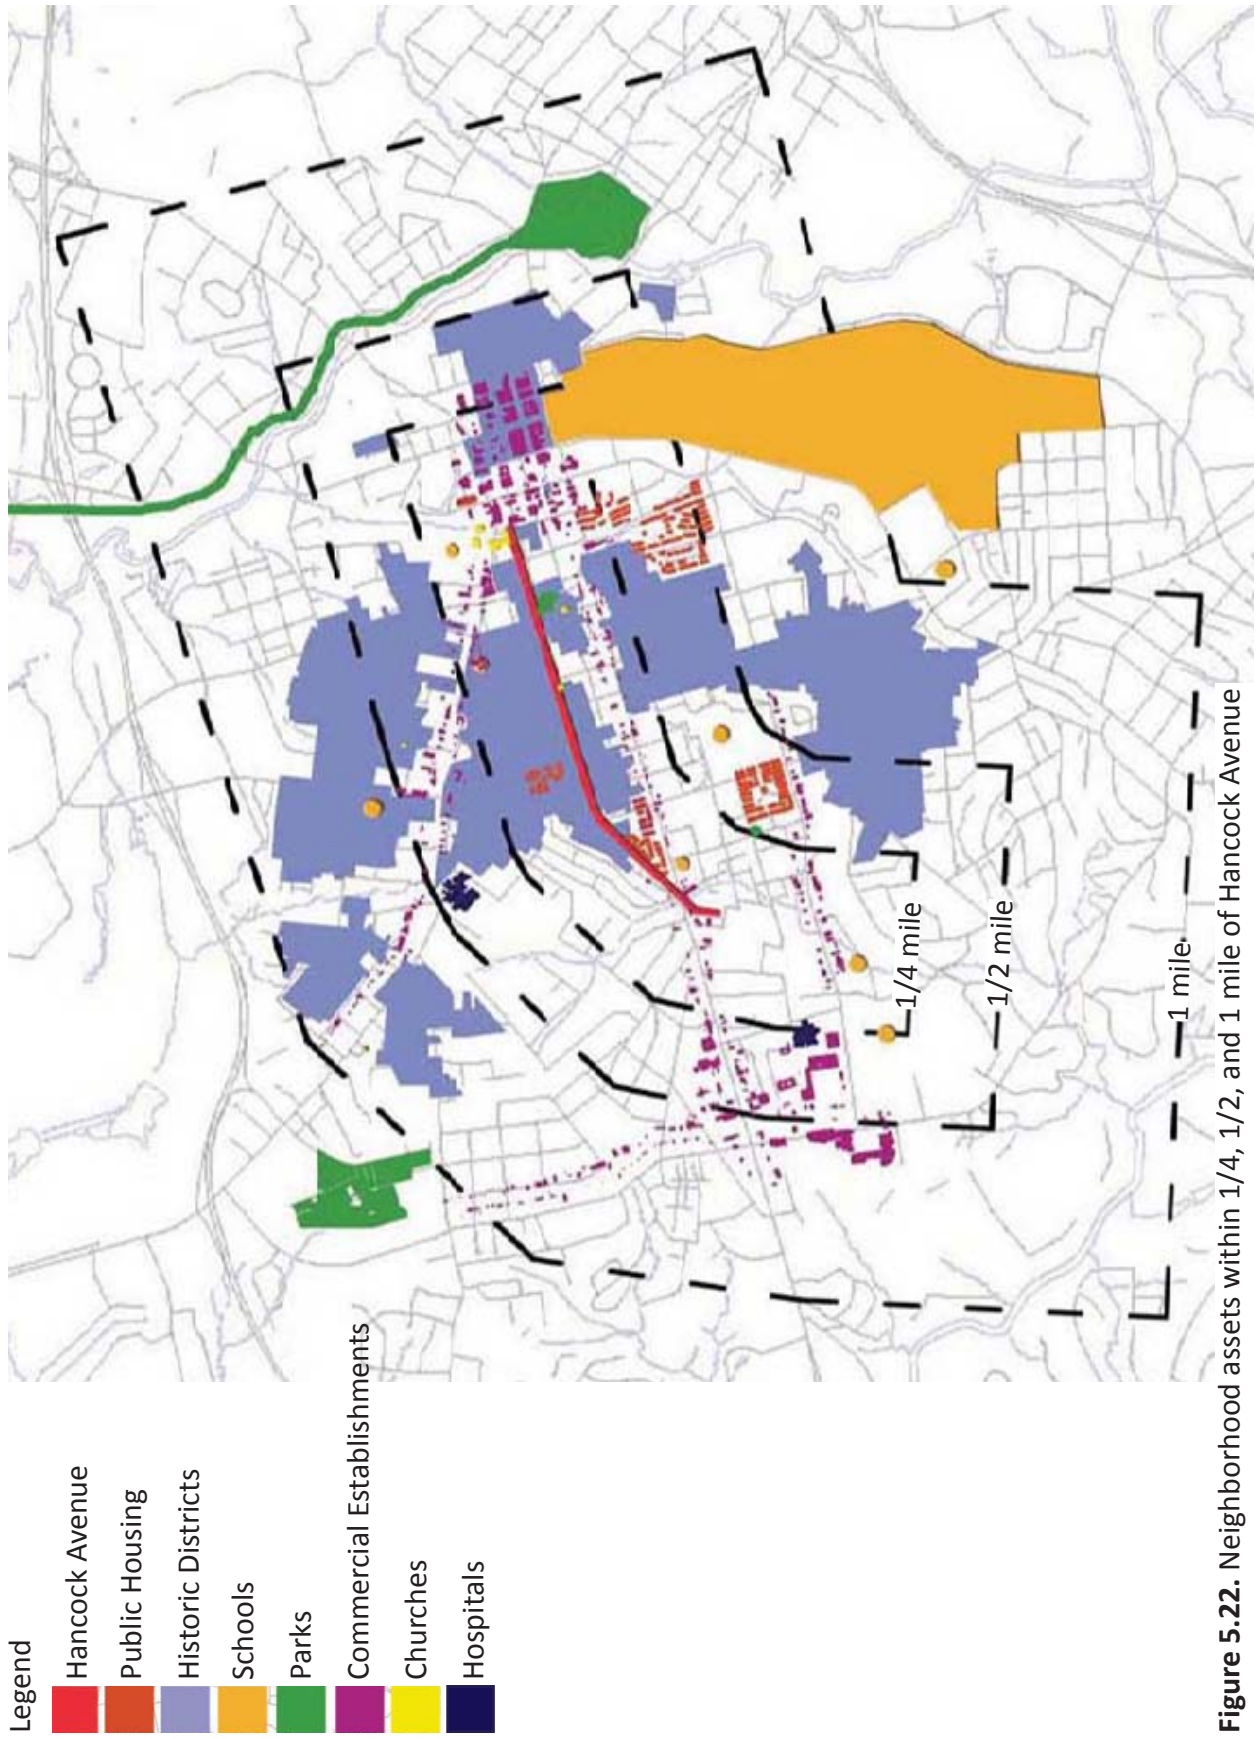 Legend
Hancock Avenue
Public Housing
Historic Districts
Schools
Parks
Commercial Establishments
Churches
Hospitals
1/4 mile
1/2 mile
1 mile
Figure 5.22. Neighborhood assets within 1/4, 1/2, and 1 mile of Hancock Avenue